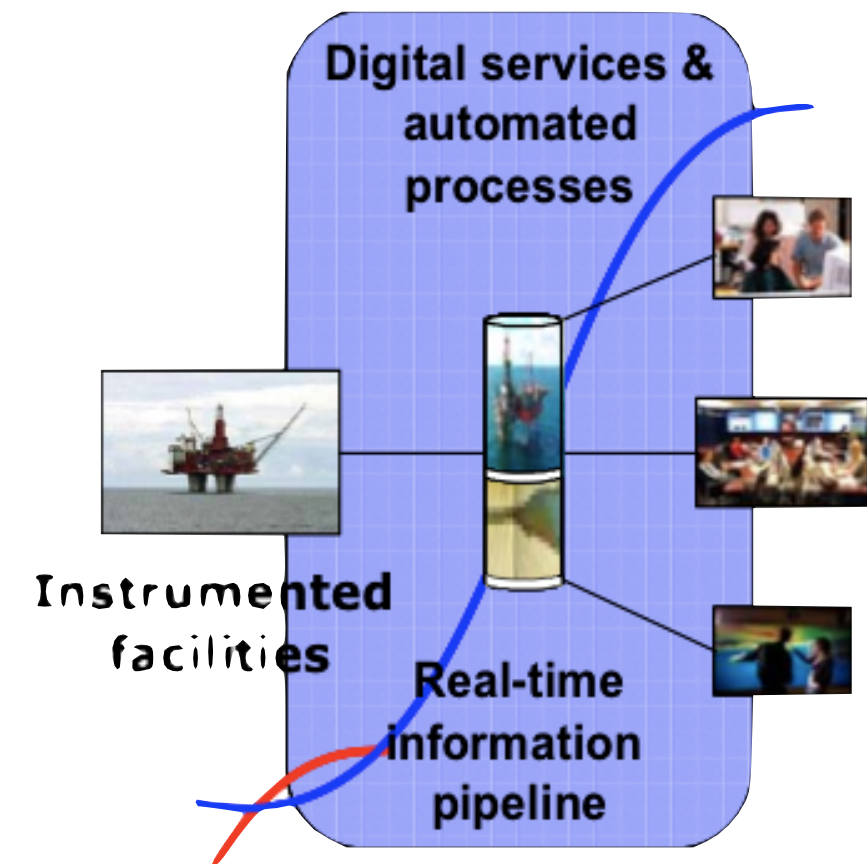 Digital services &
automated
processes
Instrumented
facilities
Real-time
information
pipeline